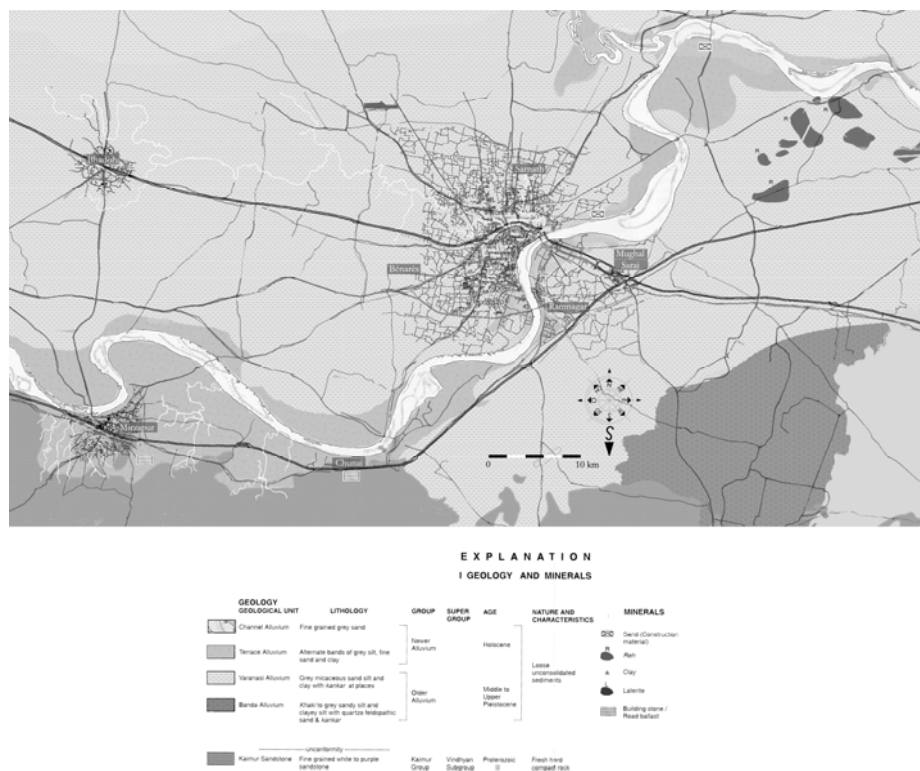 Bhadohi
Sarnath
Bénarès
Mughal
Sarai
Ramnagar
Mirzapur
Chunar
S
0 10 km
EXPLANATION
I GEOLOGY AND MINERALS
GEOLOGY
GEOLOGICAL UNIT LITHOLOGY GROUP SUPER GROUP AGE NATURE AND CHARACTERISTICS MINERALS
Channel Alluvium Fine grained grey sand
Terrace Alluvium Alternate bands of grey silt, fine
sand and clay
Newer
Alluvium
Holocene
Varanasi Alluvium Grey micaceous sand silt and
clay with kankar at places
Banda Alluvium Khaki to grey sandy silt and
clayey silt with quartzo feldspathic
sand & kankar
Older
Alluvium
Middle to
Upper
Pleistocene
Loose
unconsolidated
sediments
Sand (Construction
material)
R
Reh
Clay
L
Laterite
Building stone /
Road ballast
unconformity
Kaimur Sandstone Fine grained white to purple
sandstone
Kaimur
Group
Vindhyan
Subgroup
Proterozoic
III
Fresh hard
compact rock